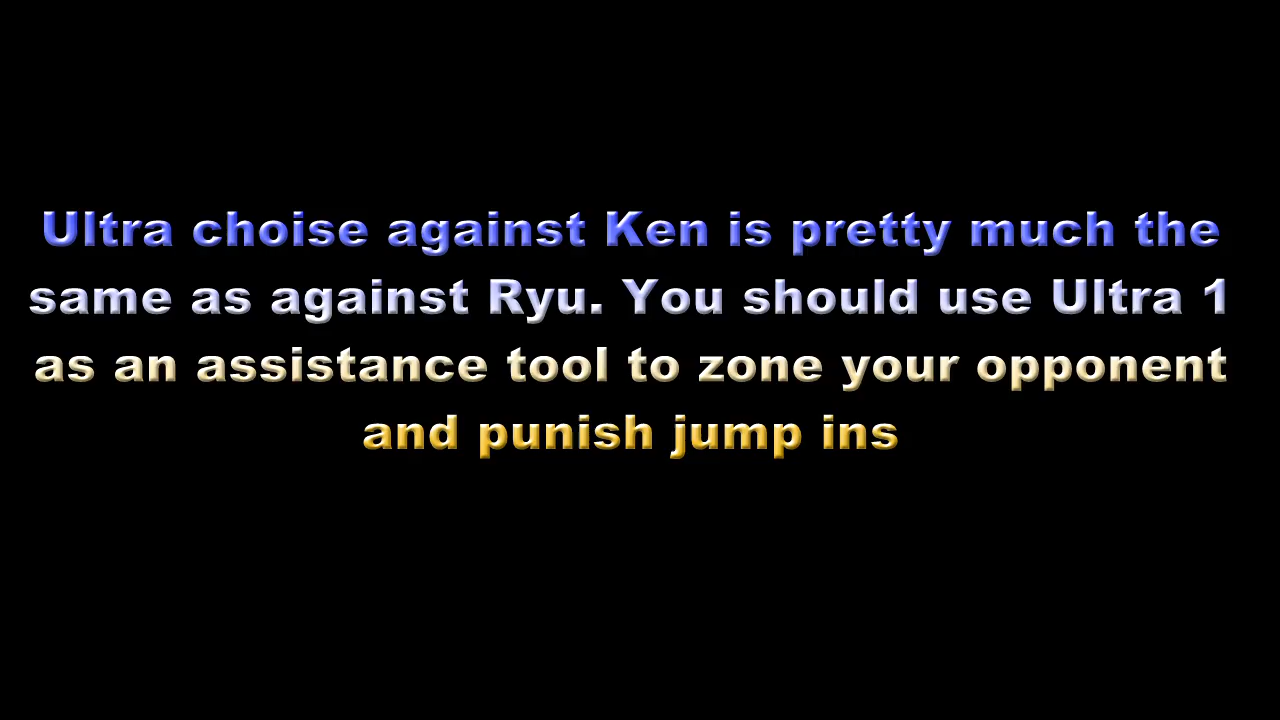 Ultra choise against Ken is pretty much the
same as against Ryu. You should use Ultra 1
as an assistance tool to zone your opponent
and punish jump ins